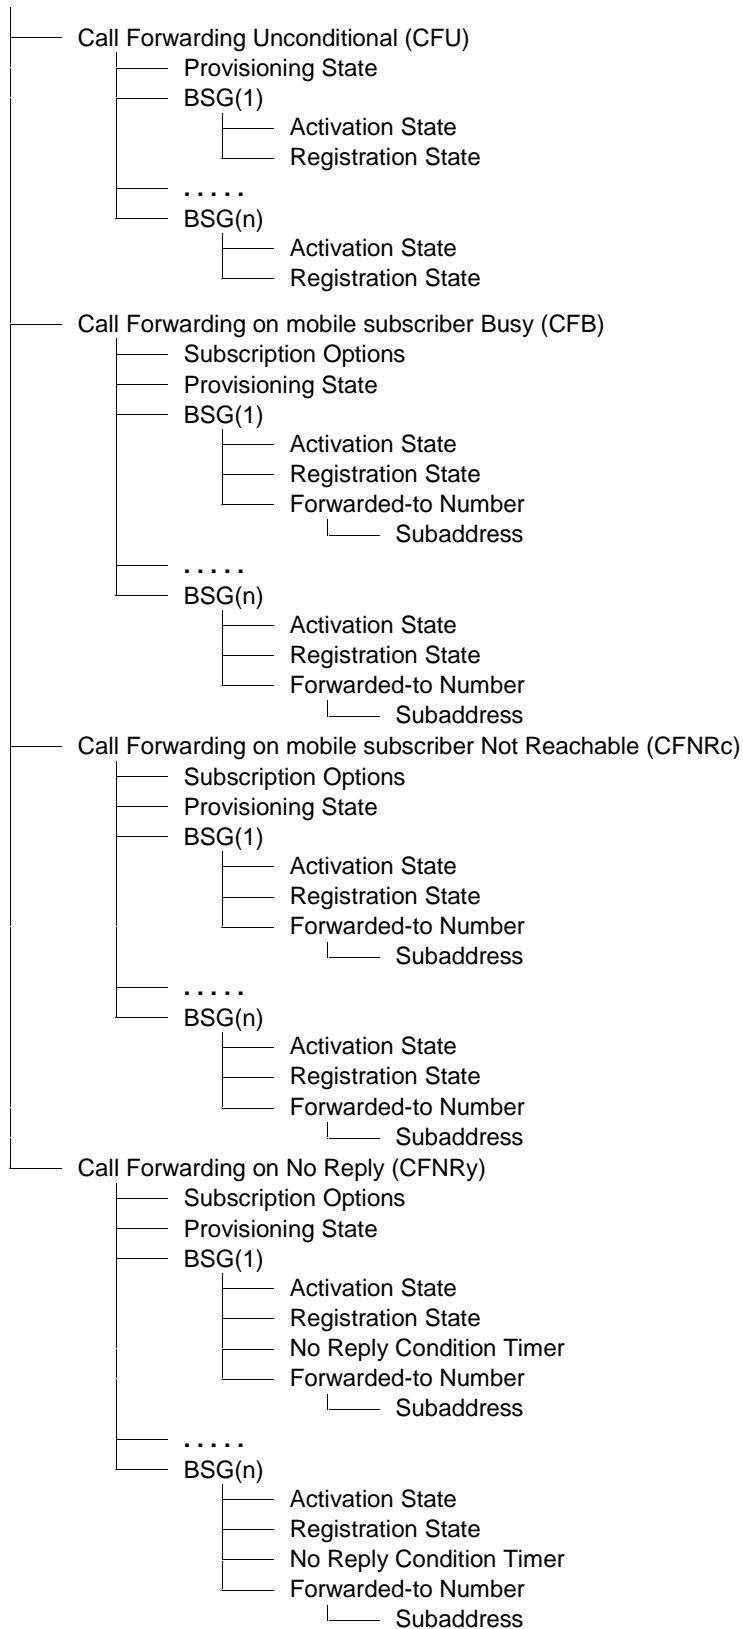 Call Forwarding Unconditional (CFU)
Provisioning State
BSG(1)
Activation State
Registration State
. . . . .
BSG(n)
Activation State
Registration State
Call Forwarding on mobile subscriber Busy (CFB)
Subscription Options
Provisioning State
BSG(1)
Activation State
Registration State
Forwarded-to Number
Subaddress
. . . . .
BSG(n)
Activation State
Registration State
Forwarded-to Number
Subaddress
Call Forwarding on mobile subscriber Not Reachable (CFNRc)
Subscription Options
Provisioning State
BSG(1)
Activation State
Registration State
Forwarded-to Number
Subaddress
. . . . .
BSG(n)
Activation State
Registration State
Forwarded-to Number
Subaddress
Call Forwarding on No Reply (CFNRy)
Subscription Options
Provisioning State
BSG(1)
Activation State
Registration State
No Reply Condition Timer
Forwarded-to Number
Subaddress
. . . . .
BSG(n)
Activation State
Registration State
No Reply Condition Timer
Forwarded-to Number
Subaddress